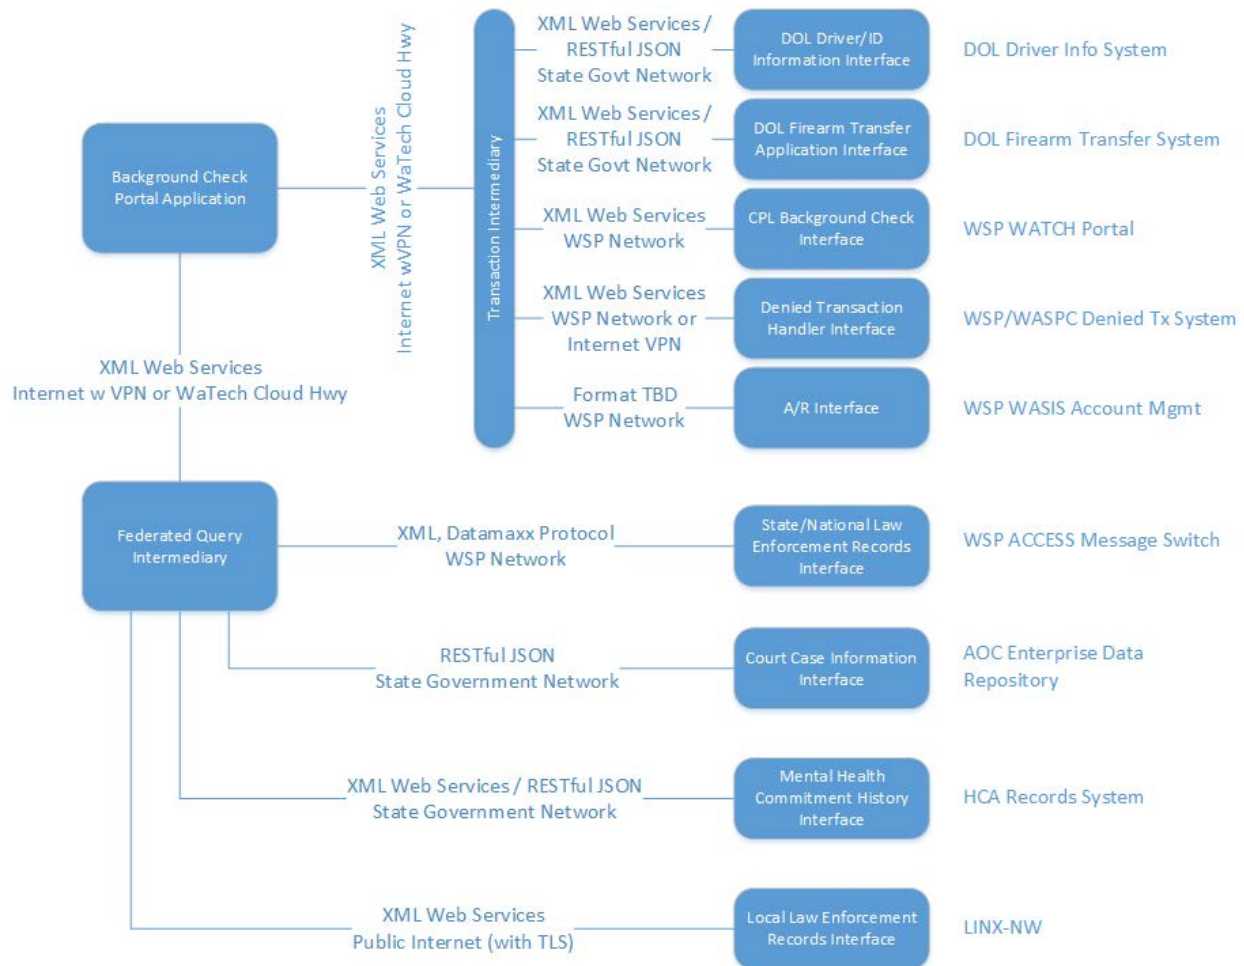 XML Web Services /
RESTful JSON
State Govt Network
DOL Driver/ID
Information Interface
DOL Driver Info System
XML Web Services /
RESTful JSON
State Govt Network
DOL Firearm Transfer
Application Interface
DOL Firearm Transfer System
Background Check
Portal Application
XML Web Services
Internet wVPN or WaTech Cloud Hwy
Transaction Intermediary
XML Web Services
WSP Network
CPL Background Check
Interface
WSP WATCH Portal
XML Web Services
WSP Network or
Internet VPN
Denied Transaction
Handler Interface
WSP/WASPC Denied Tx System
XML Web Services
Internet w VPN or WaTech Cloud Hwy
Format TBD
WSP Network
A/R Interface
WSP WASIS Account Mgmt
Federated Query
Intermediary
XML, Datamaxx Protocol
WSP Network
State/National Law
Enforcement Records
Interface
WSP ACCESS Message Switch
RESTful JSON
State Government Network
Court Case Information
Interface
AOC Enterprise Data
Repository
XML Web Services / RESTful JSON
State Government Network
Mental Health
Commitment History
Interface
HCA Records System
XML Web Services
Public Internet (with TLS)
Local Law Enforcement
Records Interface
LINX-NW